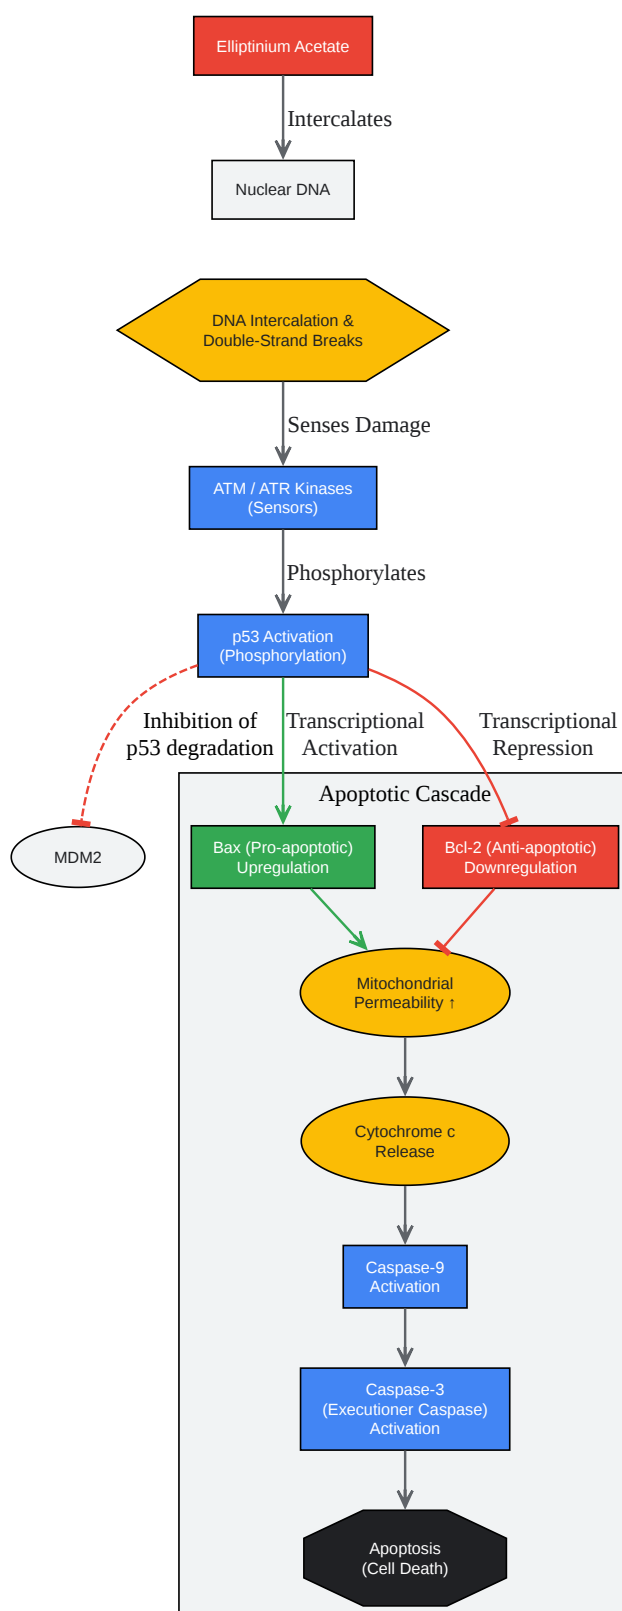 Elliptinium Acetate
Intercalates
Nuclear DNA
DNA Intercalation &
Double-Strand Breaks
Senses Damage
ATM / ATR Kinases
(Sensors)
Phosphorylates
p53 Activation
(Phosphorylation)
Inhibition of
p53 degradation
Transcriptional
Activation
Transcriptional
Repression
Apoptotic Cascade
MDM2
Bax (Pro-apoptotic)
Upregulation
Bcl-2 (Anti-apoptotic)
Downregulation
Mitochondrial
Permeability ↑
Cytochrome c
Release
Caspase-9
Activation
Caspase-3
(Executioner Caspase)
Activation
Apoptosis
(Cell Death)